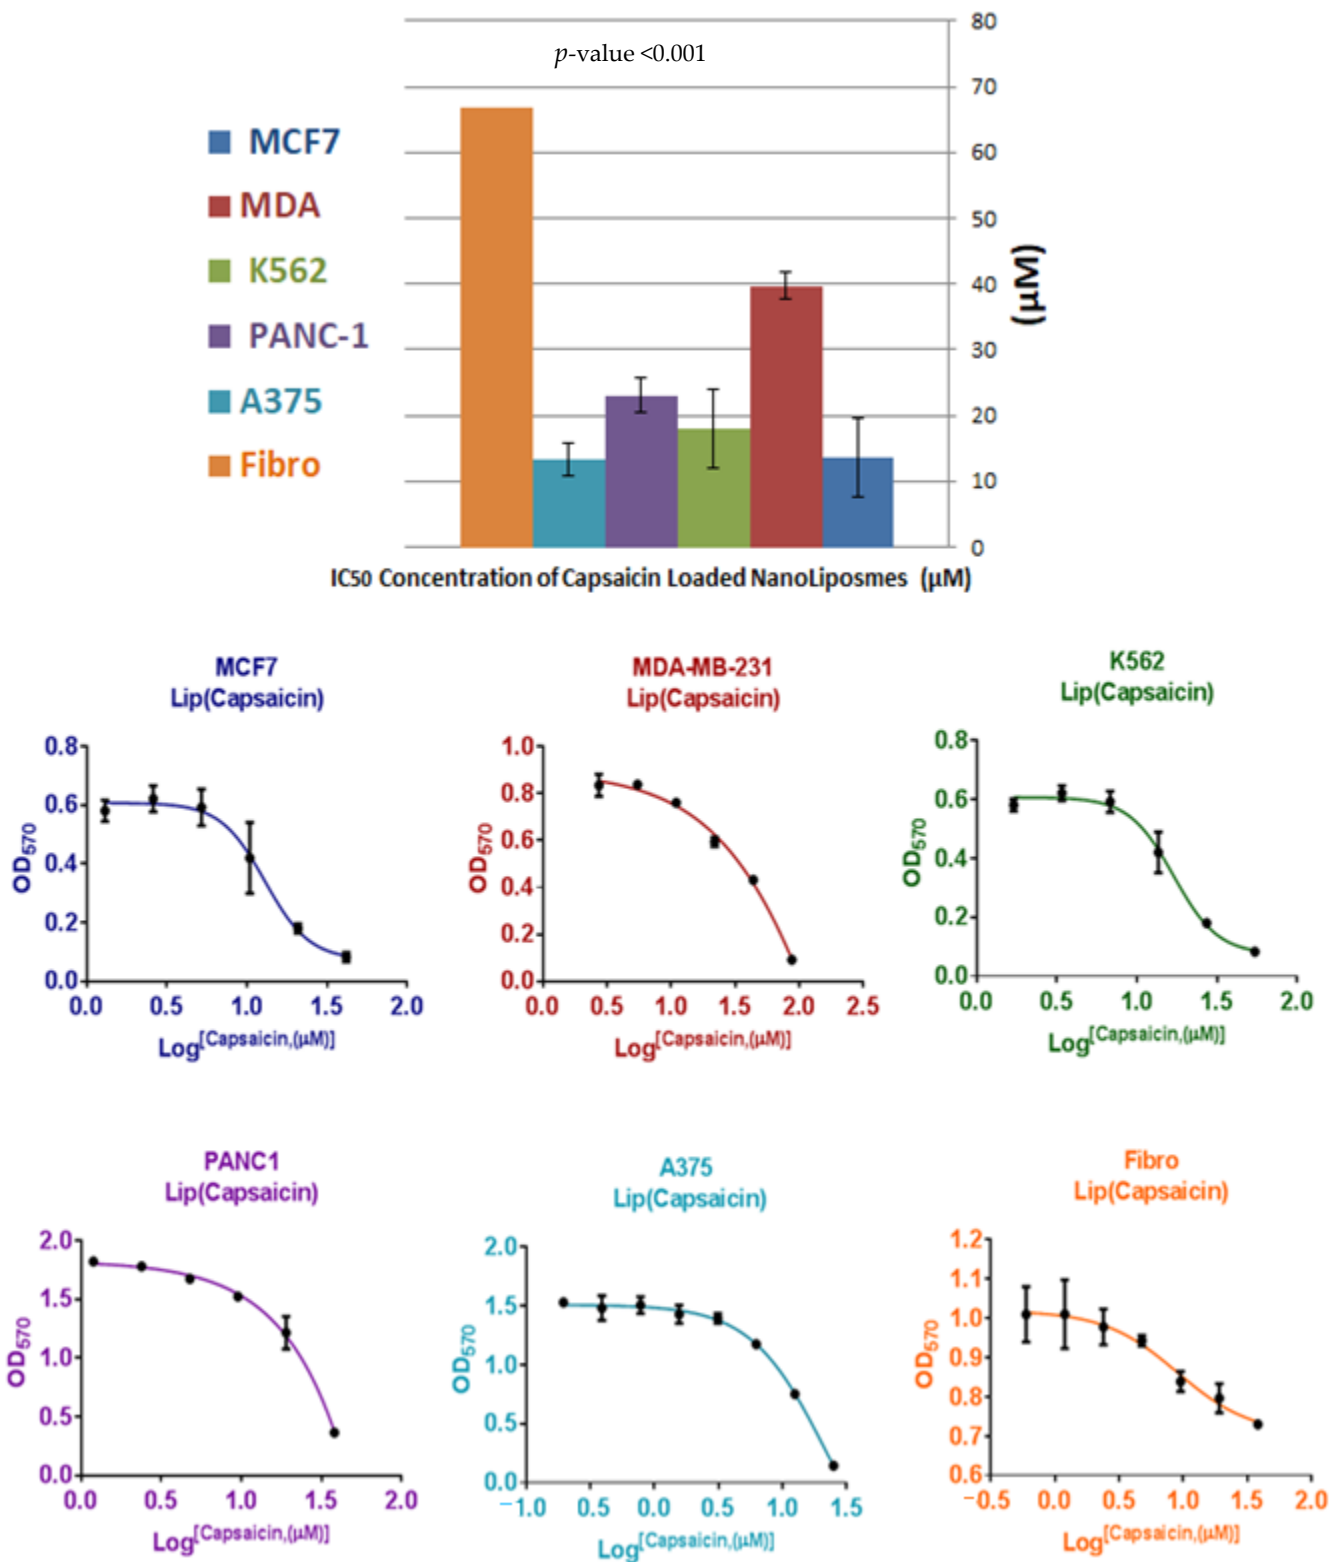 p-value <0.001
80
70
60
50
40
30
20
10
0
(µM)
MCF7
MDA
K562
PANC-1
A375
Fibro
IC50 Concentration of Capsaicin Loaded NanoLiposmes (µM)
MCF7
Lip(Capsaicin)
0.8
0.6
0.4
0.2
0.0
OD570
0.0 0.5 1.0 1.5 2.0
Log[Capsaicin,(µM)]
MDA-MB-231
Lip(Capsaicin)
1.0
0.8
0.6
0.4
0.2
0.0
OD570
0.0 0.5 1.0 1.5 2.0 2.5
Log[Capsaicin,(µM)]
K562
Lip(Capsaicin)
0.8
0.6
0.4
0.2
0.0
OD570
0.0 0.5 1.0 1.5 2.0
Log[Capsaicin,(µM)]
PANC1
Lip(Capsaicin)
2.0
1.5
1.0
0.5
0.0
OD570
0.0 0.5 1.0 1.5 2.0
Log[Capsaicin,(µM)]
A375
Lip(Capsaicin)
2.0
1.5
1.0
0.5
0.0
OD570
−1.0 0.5 0.0 0.5 1.0 1.5
Log[Capsaicin,(µM)]
Fibro
Lip(Capsaicin)
1.2
1.1
1.0
0.9
0.8
0.7
0.6
OD570
−0.5 0.0 0.5 1.0 1.5 2.0
Log[Capsaicin,(µM)]